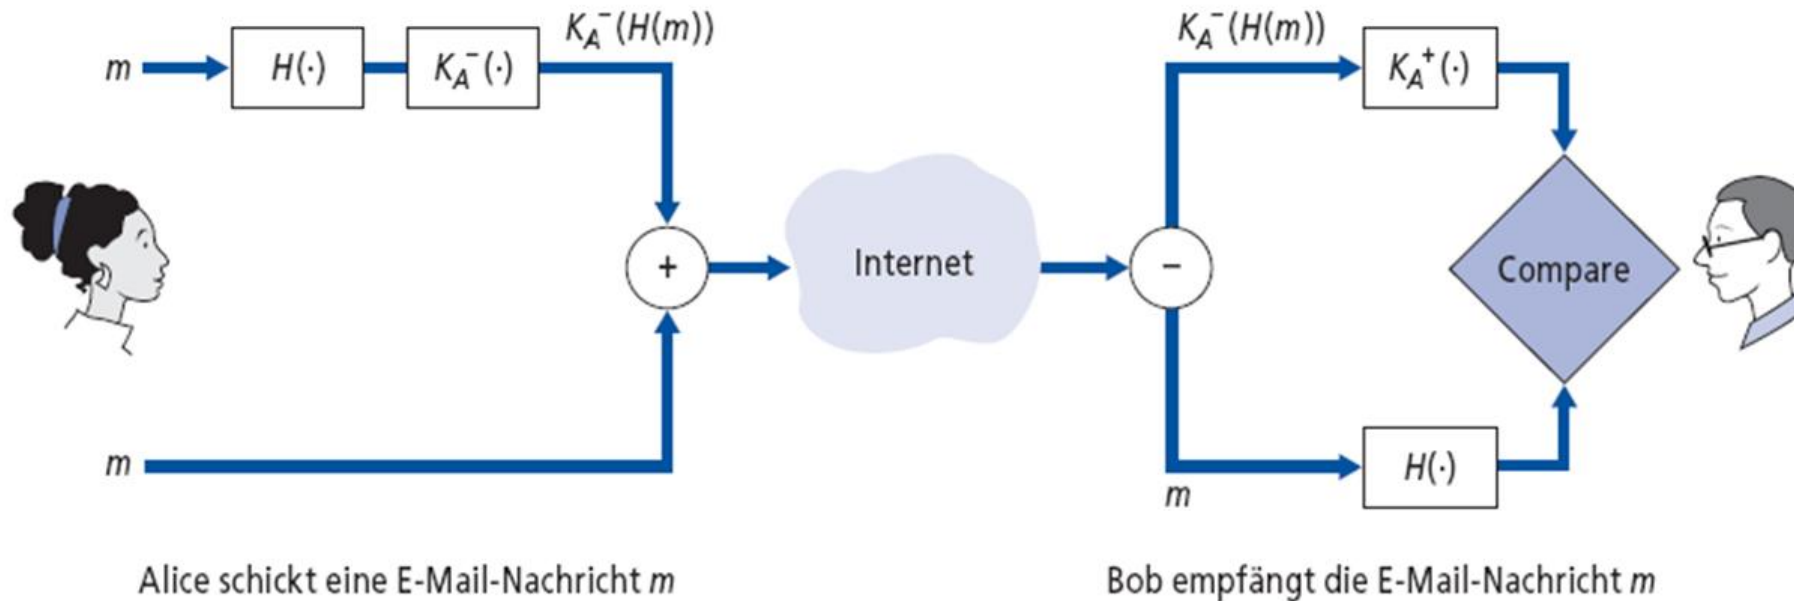 K_A^-(H(m))
m
H(·)
K_A^-(·)
+
m
Internet
K_A^-(H(m))
K_A^+(·)
−
Compare
m
H(·)
Alice schickt eine E-Mail-Nachricht m
Bob empfängt die E-Mail-Nachricht m